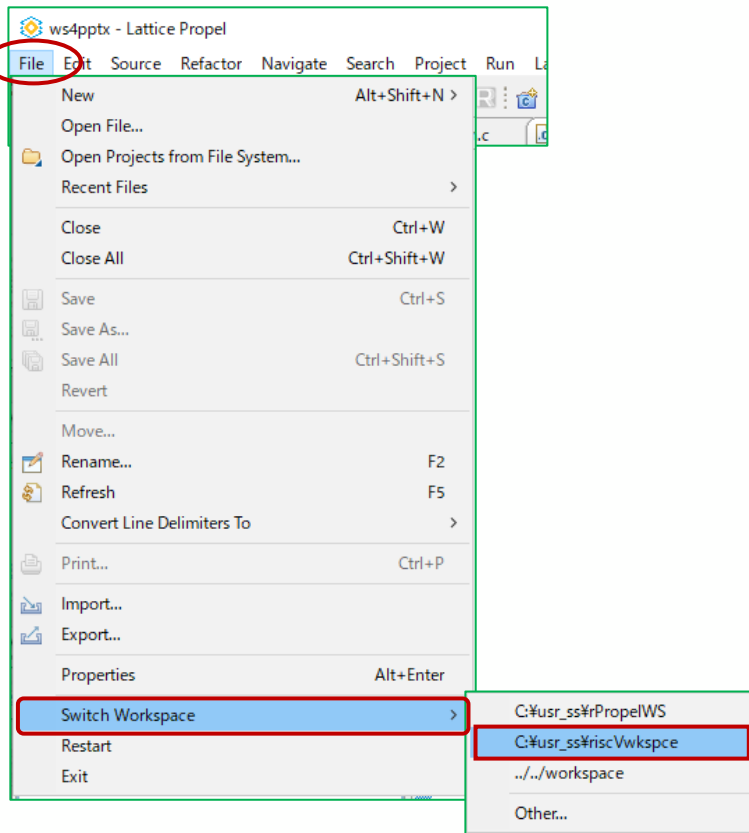 ws4pptx - Lattice Propel
File Edit Source Refactor Navigate Search Project Run
New Alt+Shift+N >
.c
Open File...
Open Projects from File System...
Recent Files >
Close Ctrl+W
Close All Ctrl+Shift+W
Save Ctrl+S
Save As...
Save All Ctrl+Shift+S
Revert
Move...
Rename... F2
Refresh F5
Convert Line Delimiters To >
Print... Ctrl+P
Import...
Export...
Properties Alt+Enter
Switch Workspace >
Restart
Exit
C:¥usr_ss¥rPropelWS
C:¥usr_ss¥riscVwkspce
../../workspace
Other...